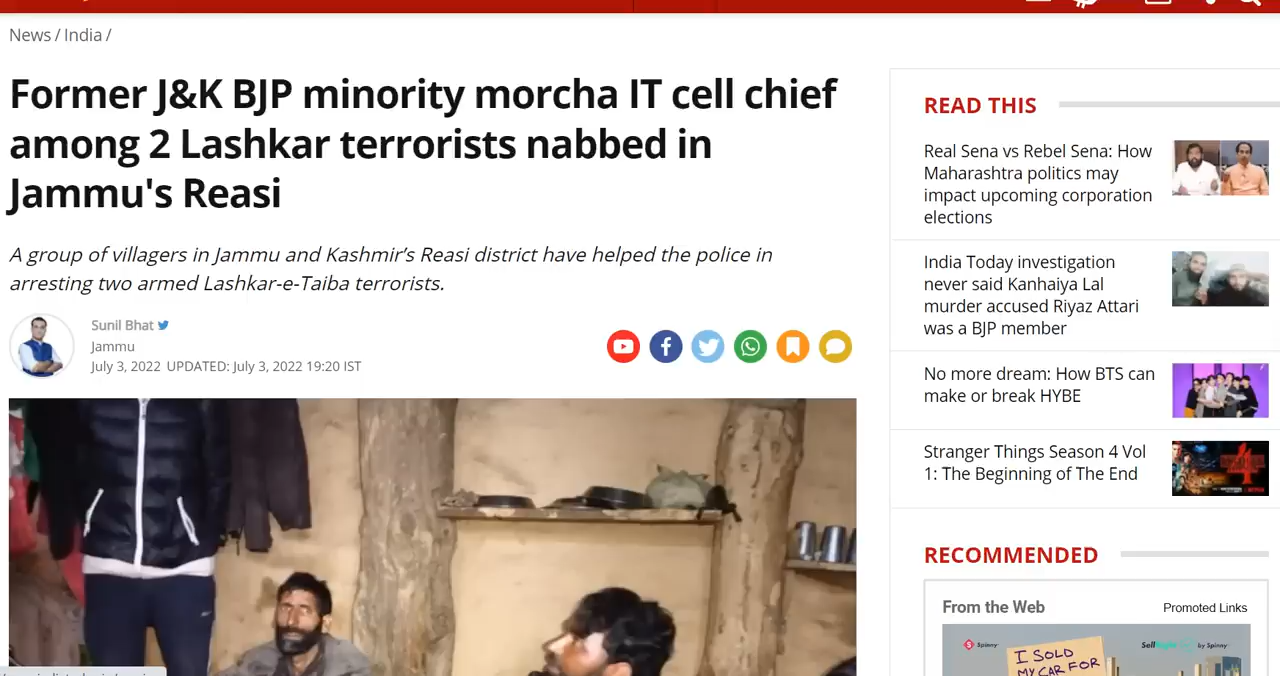 News / India /
Former J&K BJP minority morcha IT cell chief
among 2 Lashkar terrorists nabbed in
Jammu's Reasi
A group of villagers in Jammu and Kashmir’s Reasi district have helped the police in
arresting two armed Lashkar-e-Taiba terrorists.
Sunil Bhat
Jammu
July 3, 2022 UPDATED: July 3, 2022 19:20 IST
READ THIS
Real Sena vs Rebel Sena: How
Maharashtra politics may
impact upcoming corporation
elections
India Today investigation
never said Kanhaiya Lal
murder accused Riyaz Attari
was a BJP member
No more dream: How BTS can
make or break HYBE
Stranger Things Season 4 Vol
1: The Beginning of The End
RECOMMENDED
From the Web
Promoted Links
Spinny
SellRight by Spinny
I SOLD
MY CAR FOR